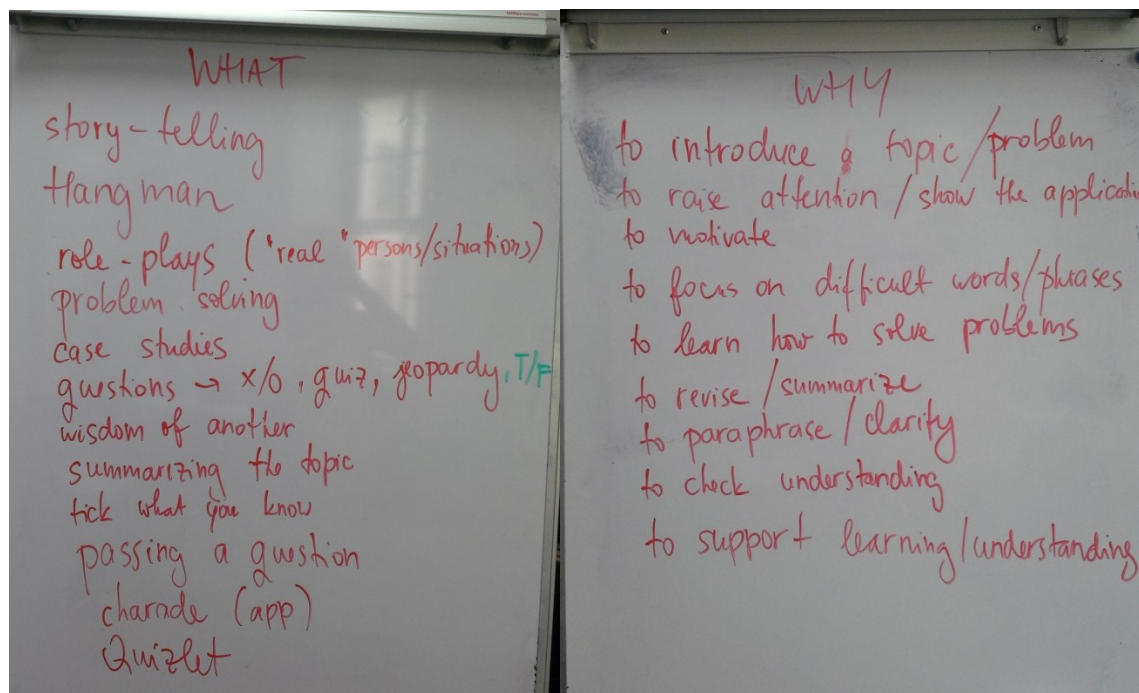 WHAT
story-telling
Hangman
role-plays ("real" persons/situations)
problem solving
case studies
questions → x/o, quiz, jeopardy, T/F
wisdom of another
summarizing the topic
tick what you know
passing a question
charade (app)
Quizlet
WHY
to introduce a topic/problem
to raise attention / show the applicati
to motivate
to focus on difficult words/phrases
to learn how to solve problems
to revise/summarize
to paraphrase/clarify
to check understanding
to support learning/understanding